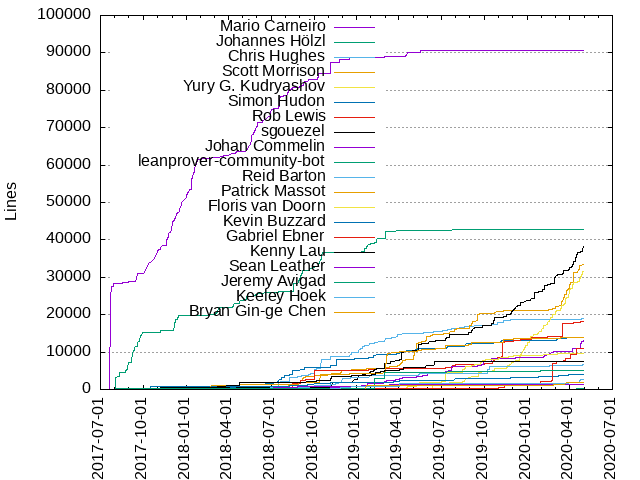 100000
90000
80000
70000
60000
50000
40000
30000
20000
10000
0
Lines
Mario Carneiro
Johannes Hölzl
Chris Hughes
Scott Morrison
Yury G. Kudryashov
Simon Hudon
Rob Lewis
sgouezel
Johan Commelin
leanprover-community-bot
Reid Barton
Patrick Massot
Floris van Doorn
Kevin Buzzard
Gabriel Ebner
Kenny Lau
Sean Leather
Jeremy Avigad
Keeley Hoek
Bryan Gin-ge Chen
2017-07-01
2017-10-01
2018-01-01
2018-04-01
2018-07-01
2018-10-01
2019-01-01
2019-04-01
2019-07-01
2019-10-01
2020-01-01
2020-04-01
2020-07-01